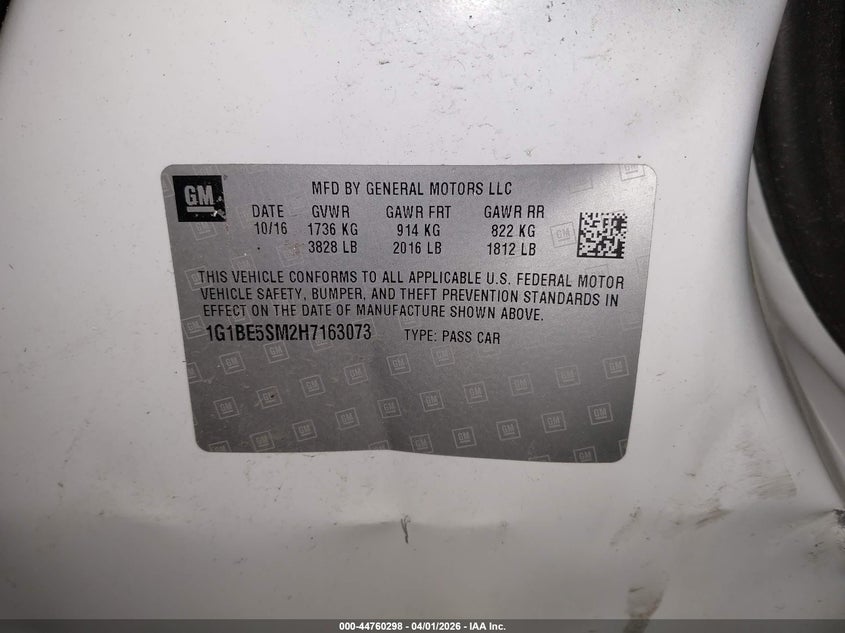 GM
MFD BY GENERAL MOTORS LLC
DATE GVWR GAWR FRT GAWR RR
10/16 1736 KG 914 KG 822 KG
3828 LB 2016 LB 1812 LB
THIS VEHICLE CONFORMS TO ALL APPLICABLE U.S. FEDERAL MOTOR
VEHICLE SAFETY, BUMPER, AND THEFT PREVENTION STANDARDS IN
EFFECT ON THE DATE OF MANUFACTURE SHOWN ABOVE.
1G1BE5SM2H7163073 TYPE: PASS CAR
000-44760298 - 04/01/2026 - IAA Inc.